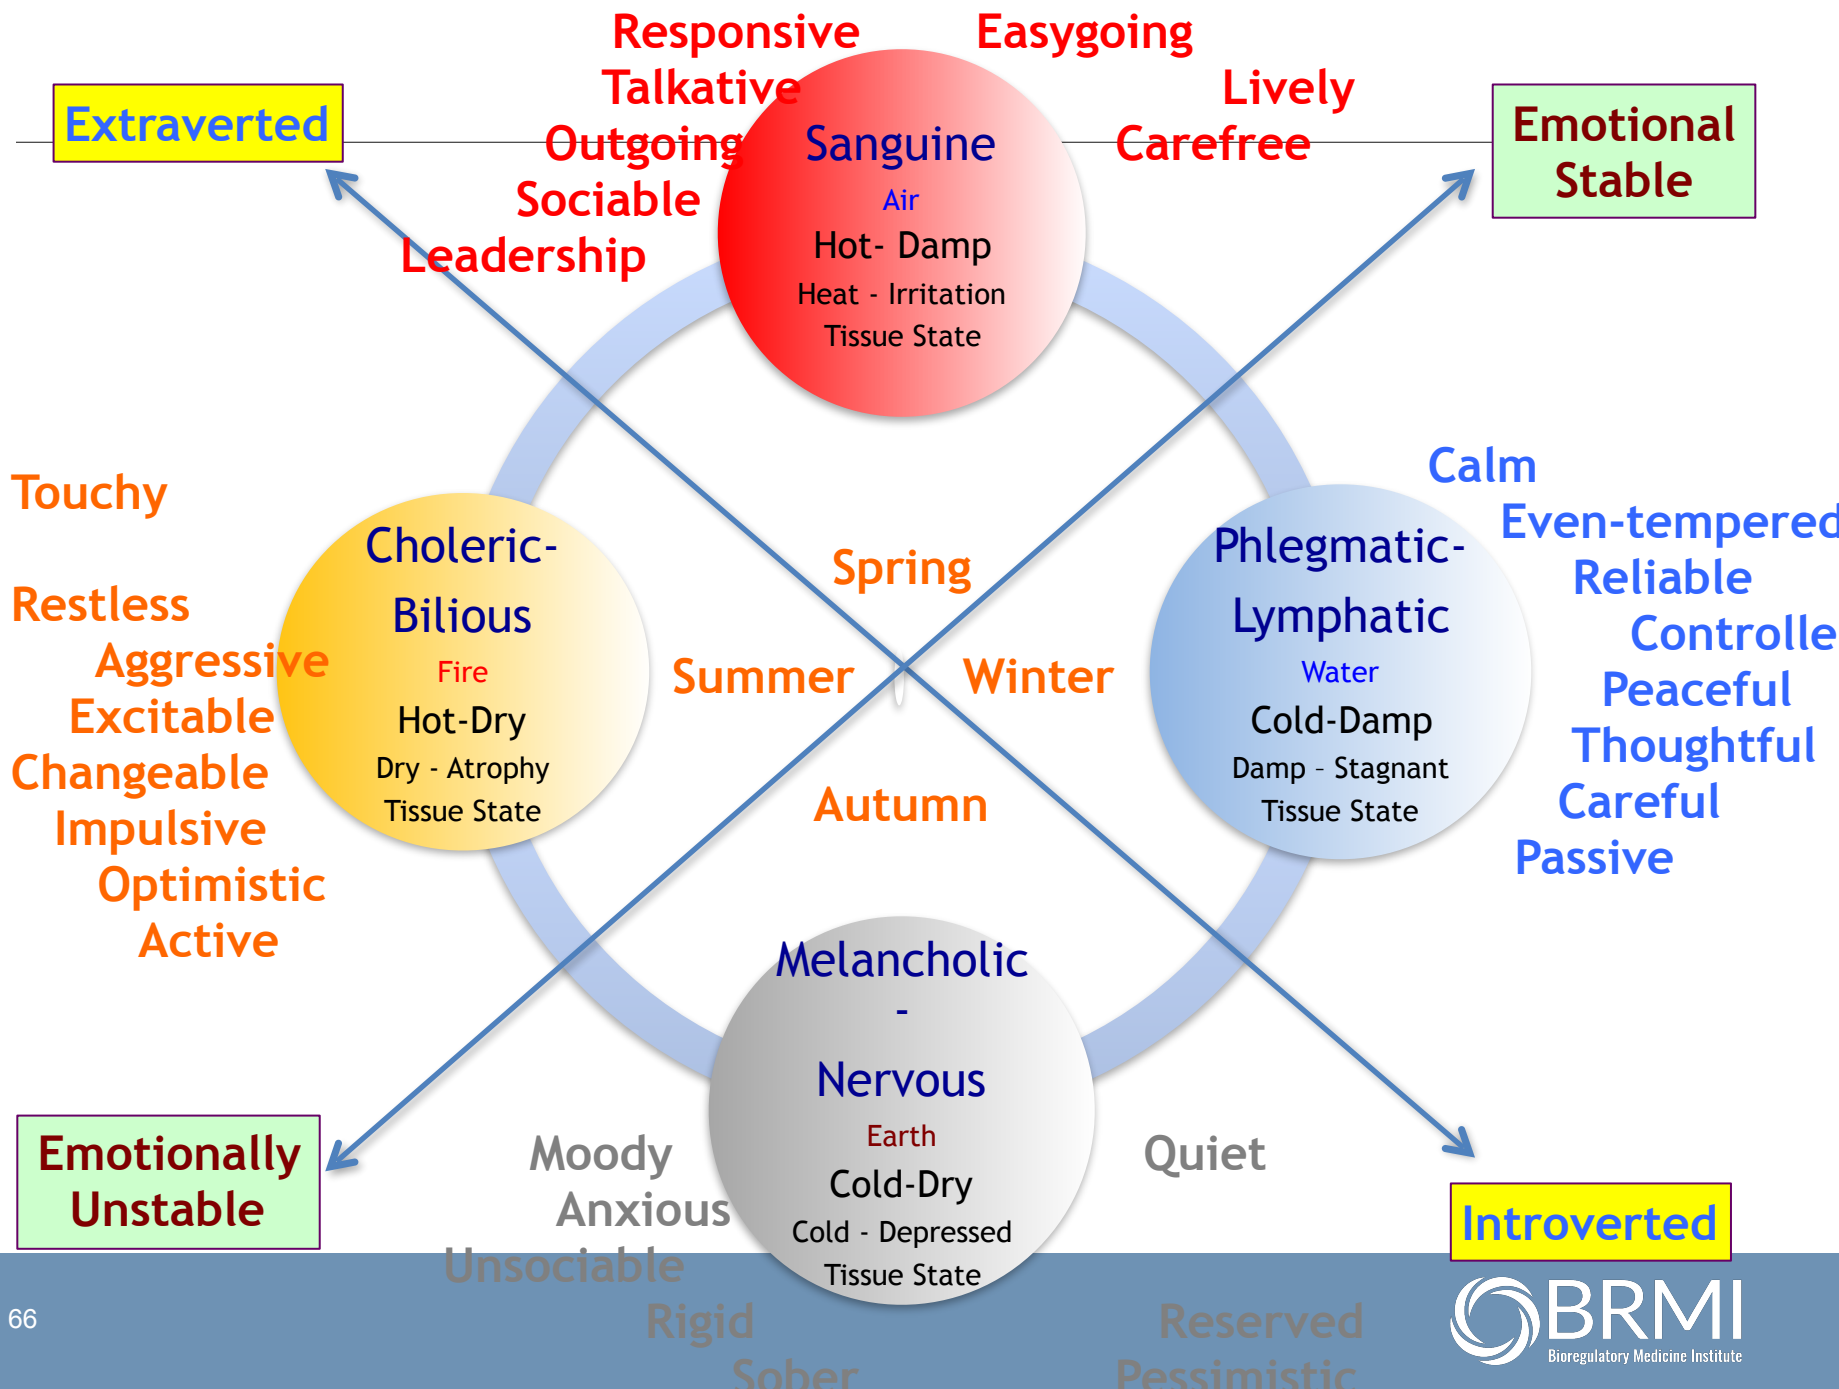 Responsive
Easygoing
Talkative
Lively
Outgoing
Carefree
Sociable
Leadership
Extraverted
Emotional
Stable
Sanguine
Air
Hot- Damp
Heat - Irritation
Tissue State
Touchy
Restless
Aggressive
Excitable
Changeable
Impulsive
Optimistic
Active
Choleric-
Bilious
Fire
Hot-Dry
Dry - Atrophy
Tissue State
Spring
Summer
Winter
Autumn
Phlegmatic-
Lymphatic
Water
Cold-Damp
Damp – Stagnant
Tissue State
Calm
Even-tempered
Reliable
Controlle
Peaceful
Thoughtful
Careful
Passive
Melancholic
-
Nervous
Earth
Cold-Dry
Cold - Depressed
Tissue State
Emotionally
Unstable
Moody
Anxious
Unsociable
Rigid
Sober
Quiet
Reserved
Pessimistic
Introverted
66
BRMI
Bioregulatory Medicine Institute